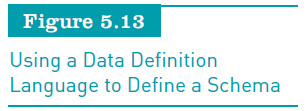 Figure 5.13
Using a Data Definition
Language to Define a Schema